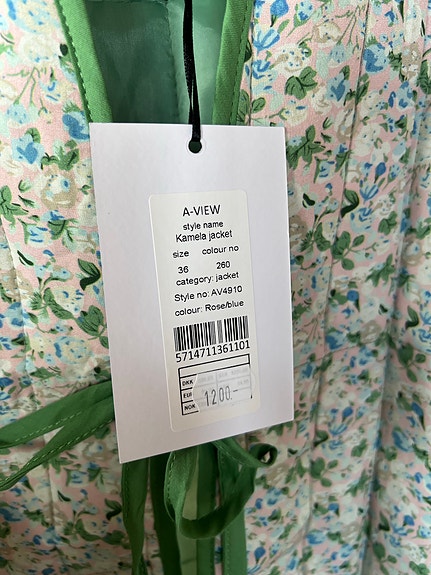 A-VIEW
style name
Kamela jacket
size colour no
36 260
category: jacket
Style no: AV4910
colour: Rose/blue
5714711361101
DKK
EUR
NOK
1200.-